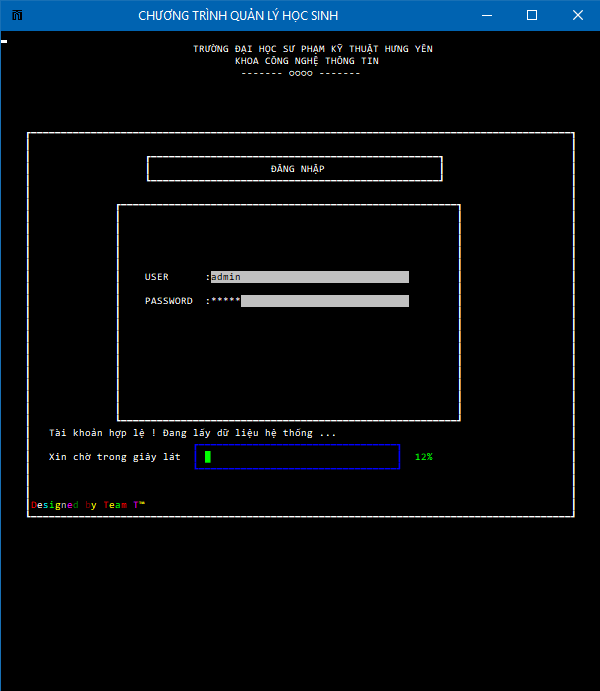 CHƯƠNG TRÌNH QUẢN LÝ HỌC SINH
TRƯỜNG ĐẠI HỌC SƯ PHẠM KỸ THUẬT HƯNG YÊN
KHOA CÔNG NGHỆ THÔNG TIN
------- oooo -------
ĐĂNG NHẬP
USER :admin
PASSWORD :*****
Tài khoản hợp lệ ! Đang lấy dữ liệu hệ thống ...
Xin chờ trong giây lát 12%
Designed by Team T™